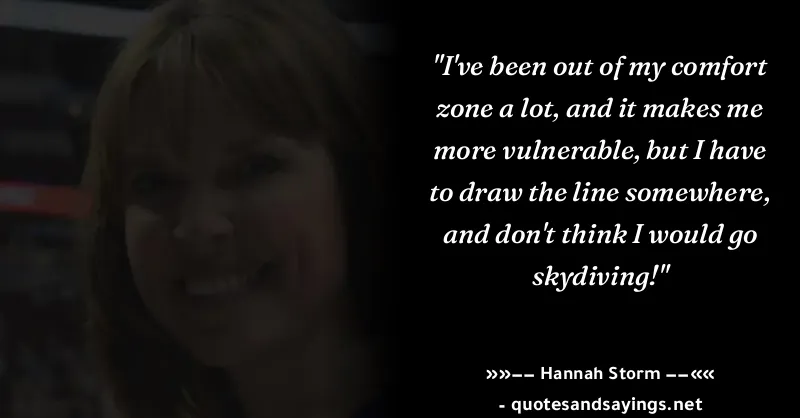 "I've been out of my comfort
zone a lot, and it makes me
more vulnerable, but I have
to draw the line somewhere,
and don't think I would go
skydiving!"
»»–– Hannah Storm ––««
- quotesandsayings.net